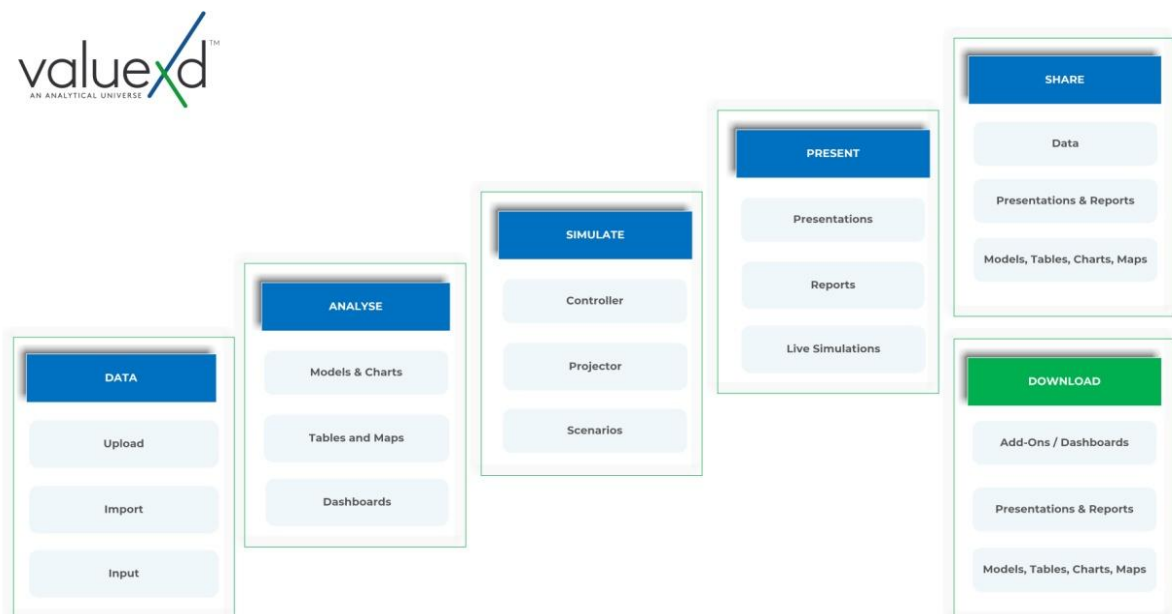 valuexd™
AN ANALYTICAL UNIVERSE
DATA
Upload
Import
Input
ANALYSE
Models & Charts
Tables and Maps
Dashboards
SIMULATE
Controller
Projector
Scenarios
PRESENT
Presentations
Reports
Live Simulations
SHARE
Data
Presentations & Reports
Models, Tables, Charts, Maps
DOWNLOAD
Add-Ons / Dashboards
Presentations & Reports
Models, Tables, Charts, Maps